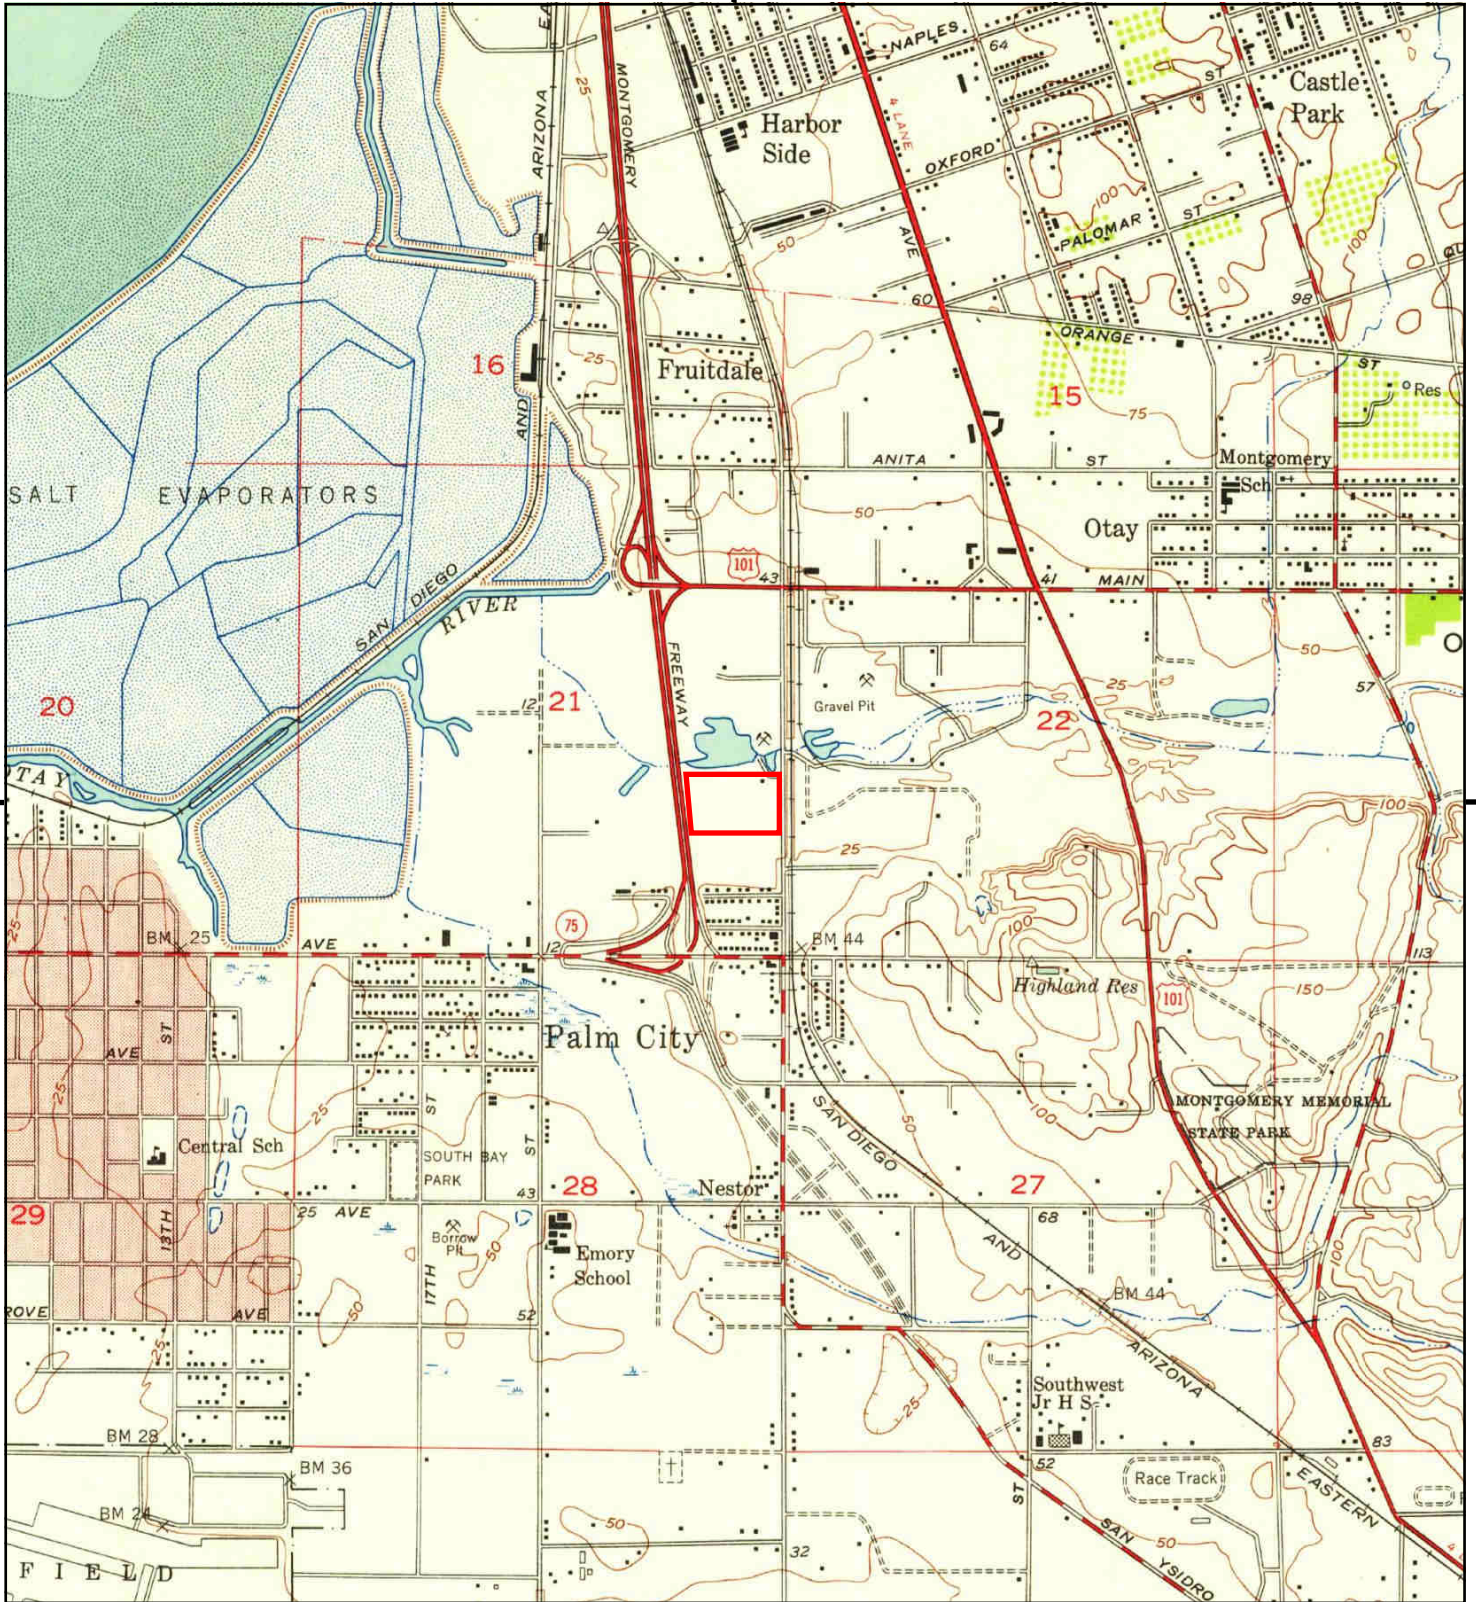 NAPLES
64
ST
Castle
Park
25
MONTGOMERY
ARIZONA
4 LANE
Harbor
Side
OXFORD
100
PALOMAR
ST
50
AVE
100
60
98
ORANGE
ST
16
25
Fruitdale
15
Res
75
AND
ANITA
ST
Montgomery
Sch
SALT
EVAPORATORS
50
Otay
101
43
41
MAIN
SAN DIEGO
RIVER
50
FREEWAY
25
57
20
12
21
Gravel Pit
22
OTAY
100
25
25
75
BM 25
AVE
12
BM 44
100
113
Highland Res
101
150
ST
Palm City
AVE
25
25
ST
SAN DIEGO
50
100
MONTGOMERY MEMORIAL
STATE PARK
Central Sch
SOUTH BAY
PARK
ST
43
28
Nestor
27
29
25
AVE
68
13TH
Borrow
Pit
50
Emory
School
AND
100
17TH
BM 44
AVE
50
52
25
ARIZONA
Southwest
Jr H S
25
BM 28
83
BM 36
52
Race Track
EASTERN
BM 24
ST
50
SAN
50
32
YSIDRO
FIELD